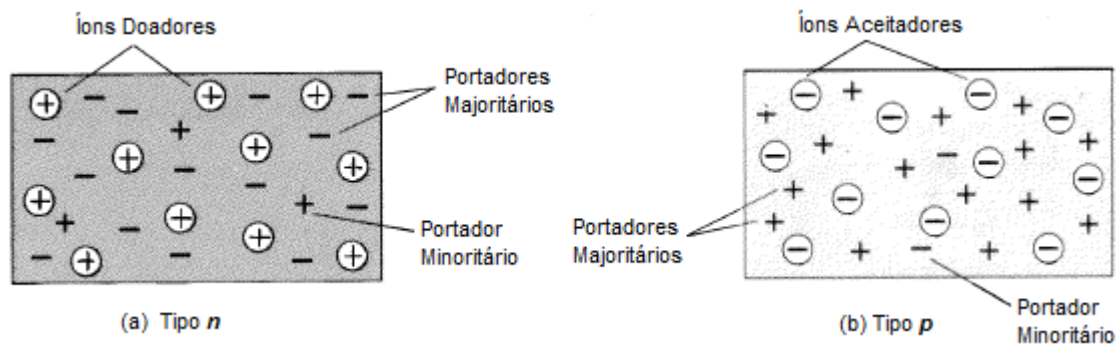 Íons Doadores
Portadores
Majoritários
Portador
Minoritário
(a) Tipo n
Íons Aceitadores
Portadores
Majoritários
Portador
Minoritário
(b) Tipo p